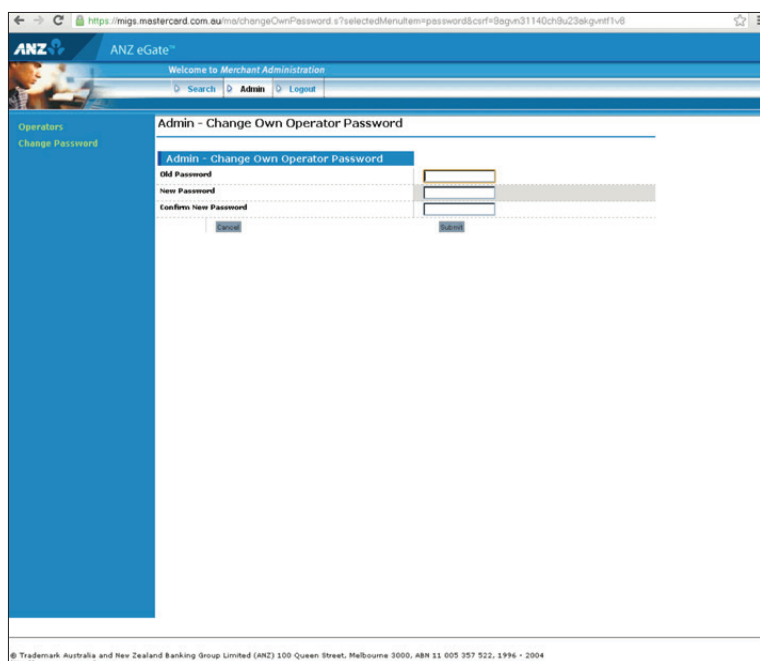 https://migs.mastercard.com.au/ma/changeOwnPassword.s?selectedMenuItem=password&csrf=
ANZ ANZ eGate™
Welcome to Merchant Administration
Search Admin Logout
Operators
Change Password
Admin - Change Own Operator Password
Admin - Change Own Operator Password
Old Password
New Password
Confirm New Password
Cancel Submit
© Trademark Australia and New Zealand Banking Group Limited (ANZ) 100 Queen Street, Melbourne 3000, ABN 11 005 357 522, 1996 - 2004